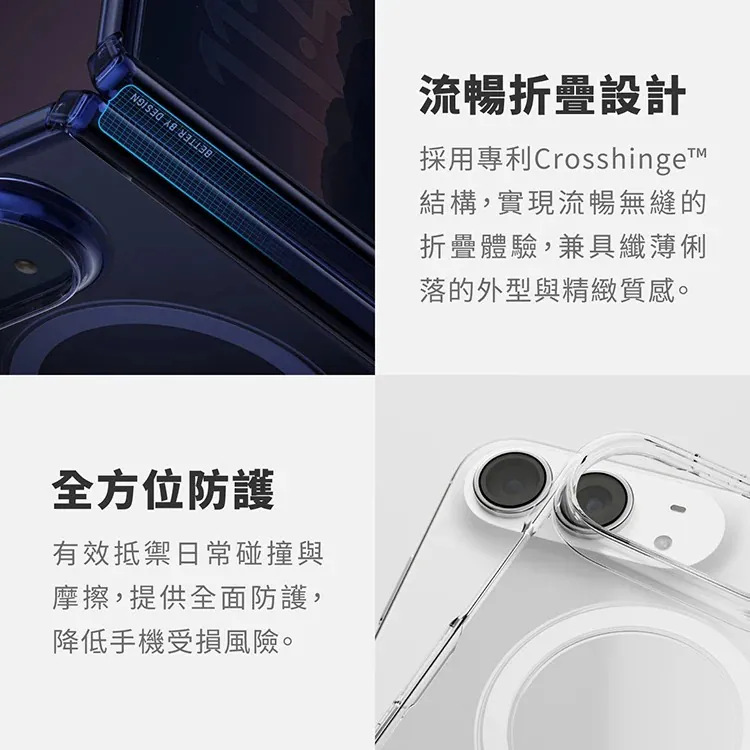 BETTER BY DESIGN
流暢折疊設計
採用專利Crosshinge™
結構，實現流暢無縫的
折疊體驗，兼具纖薄俐
落的外型與精緻質感。
全方位防護
有效抵禦日常碰撞與
摩擦，提供全面防護，
降低手機受損風險。